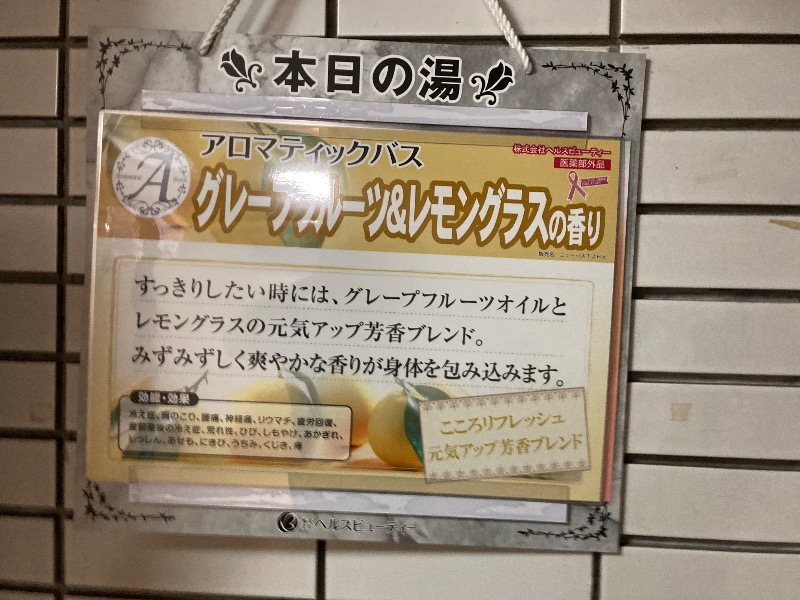 本日の湯
アロマティックバス
株式会社ヘルスビューティー
医薬部外品
A
グレープフルーツ&レモングラスの香り
すっきりしたい時には、グレープフルーツオイルと
レモングラスの元気アップ芳香ブレンド。
みずみずしく爽やかな香りが身体を包み込みます。
効能・効果
冷え症、肩のこり、腰痛、神経痛、リウマチ、疲労回復、
産前産後の冷え症、荒れ性、ひび、しもやけ、あかぎれ、
しっしん、あせも、にきび、うちみ、くじき、痔
こころリフレッシュ
元気アップ芳香ブレンド
ヘルスビューティー